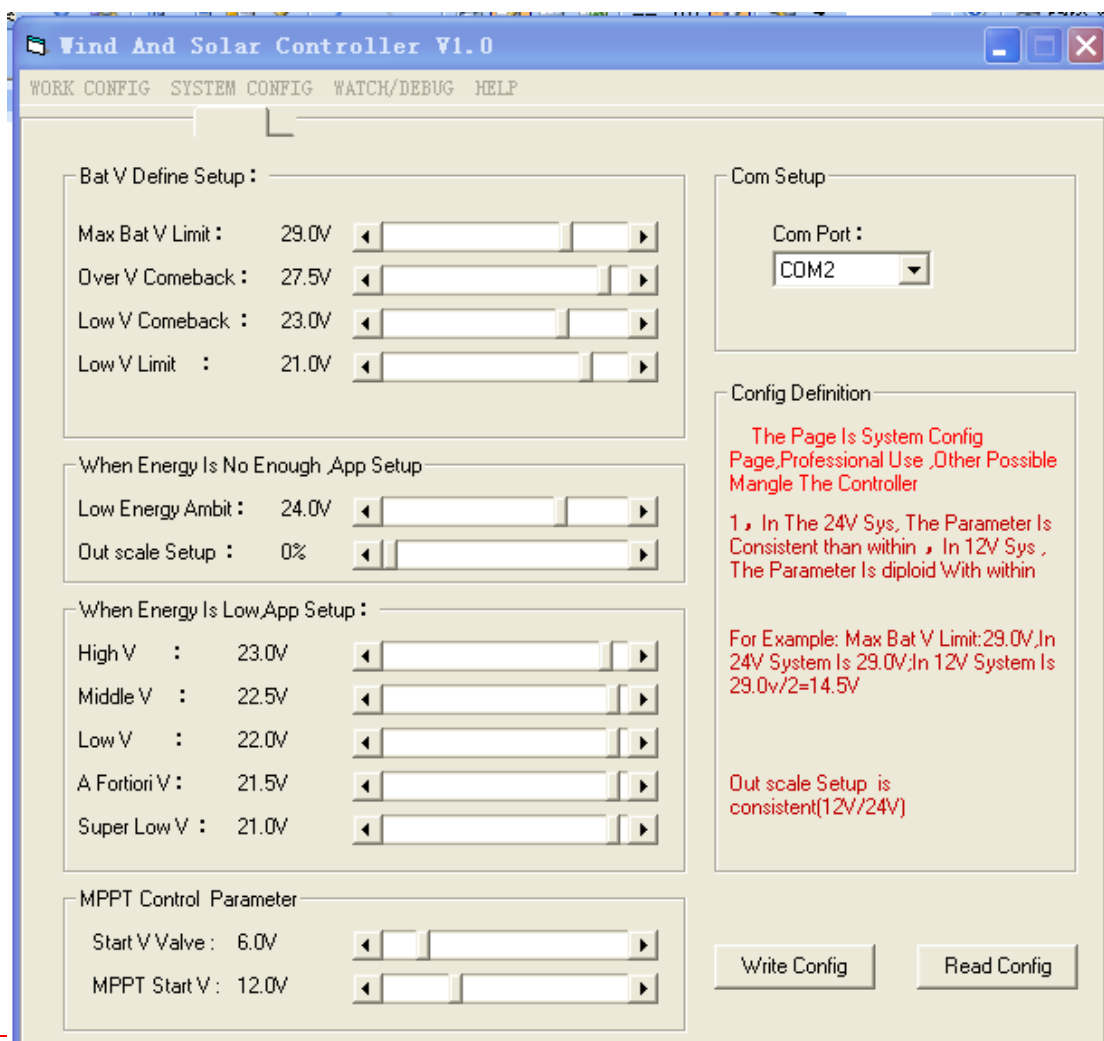 Wind And Solar Controller V1.0
WORK CONFIG SYSTEM CONFIG WATCH/DEBUG HELP
Bat V Define Setup：
Max Bat V Limit： 29.0V
Over V Comeback： 27.5V
Low V Comeback ： 23.0V
Low V Limit ： 21.0V
When Energy Is No Enough ,App Setup
Low Energy Ambit： 24.0V
Out scale Setup ： 0%
When Energy Is Low,App Setup：
High V ： 23.0V
Middle V ： 22.5V
Low V ： 22.0V
A Fortiori V： 21.5V
Super Low V ： 21.0V
MPPT Control Parameter
Start V Valve : 6.0V
MPPT Start V : 12.0V
Com Setup
Com Port：
COM2
Config Definition
The Page Is System Config
Page,Professional Use ,Other Possible
Mangle The Controller
1，In The 24V Sys, The Parameter Is
Consistent than within ，In 12V Sys ,
The Parameter Is diploid With within
For Example: Max Bat V Limit:29.0V,In
24V System Is 29.0V;In 12V System Is
29.0v/2=14.5V
Out scale Setup is
consistent(12V/24V)
Write Config
Read Config